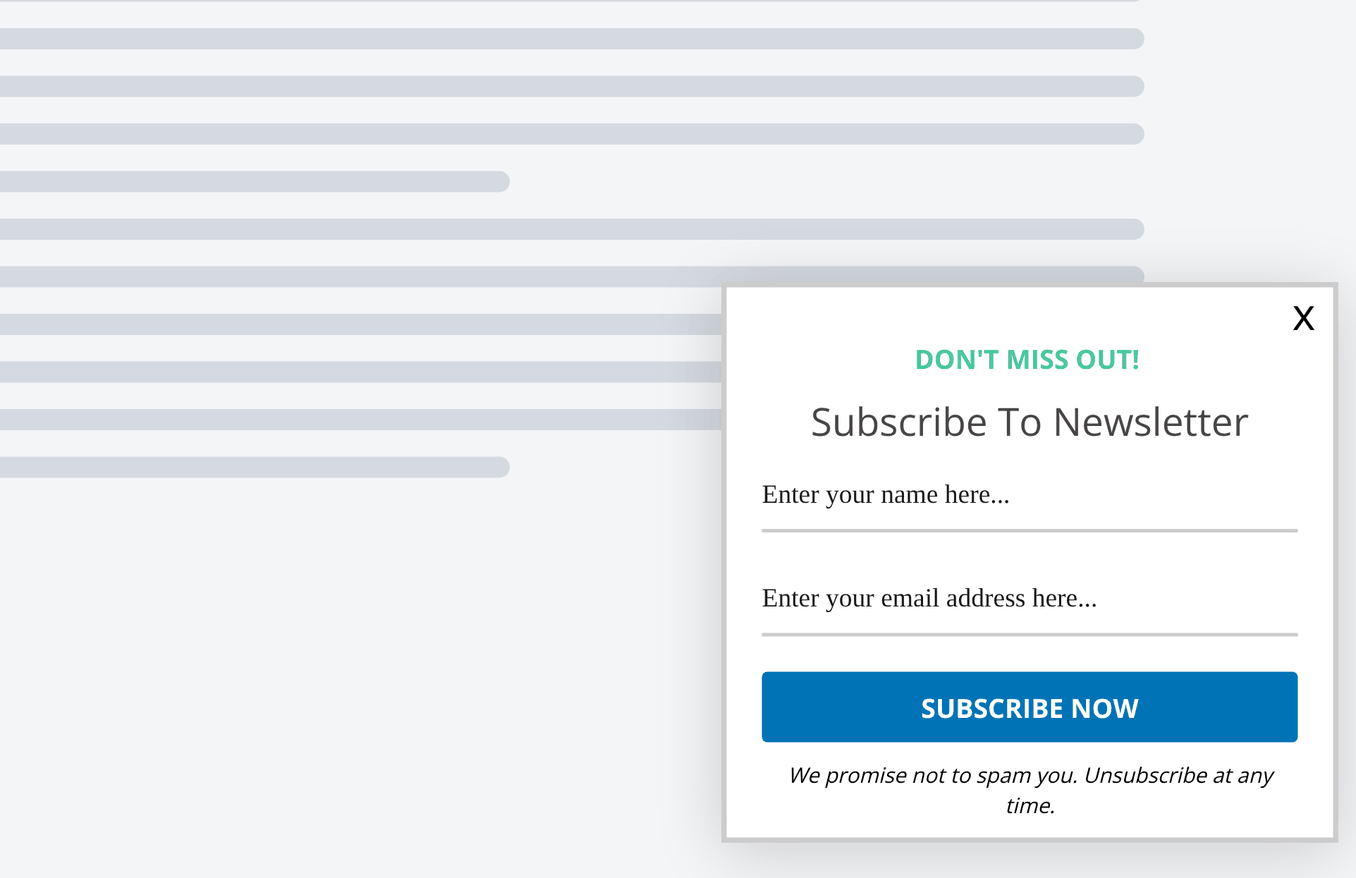 X
DON'T MISS OUT!
Subscribe To Newsletter
Enter your name here...
Enter your email address here...
SUBSCRIBE NOW
We promise not to spam you. Unsubscribe at any
time.